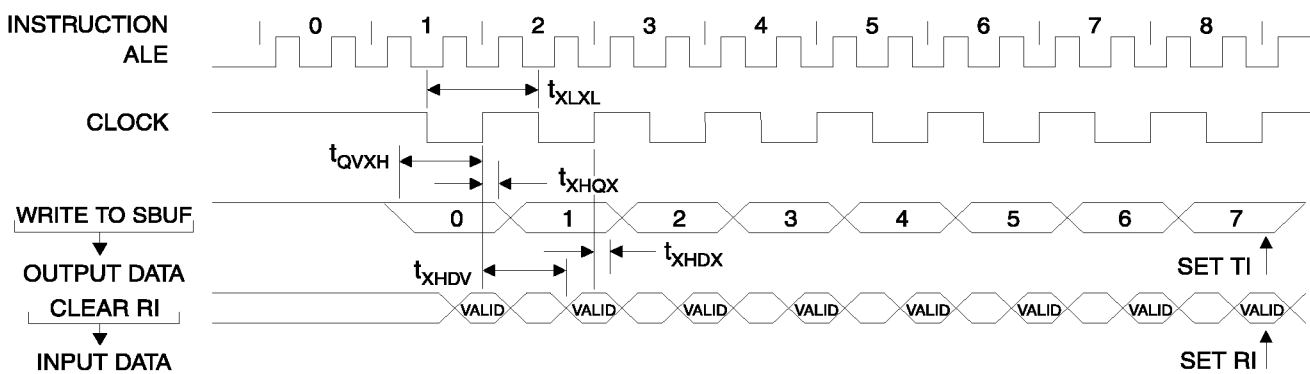 INSTRUCTION 0 1 2 3 4 5 6 7 8
ALE
tXLXL
CLOCK
tQVXH
tXHQX
WRITE TO SBUF 0 1 2 3 4 5 6 7
tXHDX
OUTPUT DATA tXHDV SET TI
CLEAR RI VALID VALID VALID VALID VALID VALID VALID VALID
INPUT DATA SET RI